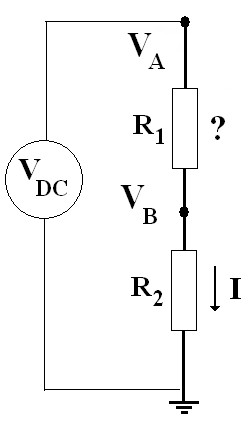 V_A
R_1 ?
V_DC
V_B
R_2 I